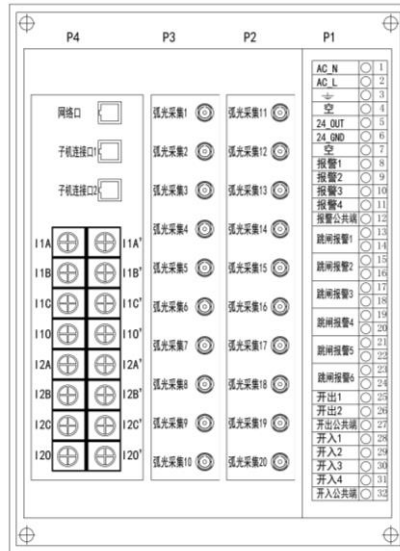 P4 P3 P2 P1
网络口
子机连接口1
子机连接口2
I1A I1A'
I1B I1B'
I1C I1C'
I10 I10'
I2A I2A'
I2B I2B'
I2C I2C'
I20 I20'
弧光采集1
弧光采集2
弧光采集3
弧光采集4
弧光采集5
弧光采集6
弧光采集7
弧光采集8
弧光采集9
弧光采集10
弧光采集11
弧光采集12
弧光采集13
弧光采集14
弧光采集15
弧光采集16
弧光采集17
弧光采集18
弧光采集19
弧光采集20
AC_N 1
AC_L 2
3
空 4
24_OUT 5
24_GND 6
空 7
报警1 8
报警2 9
报警3 10
报警4 11
报警公共端 12
跳闸报警1 13
14
跳闸报警2 15
16
跳闸报警3 17
18
跳闸报警4 19
20
跳闸报警5 21
22
跳闸报警6 23
24
开出1 25
开出2 26
开出公共端 27
开入1 28
开入2 29
开入3 30
开入4 31
开入公共端 32